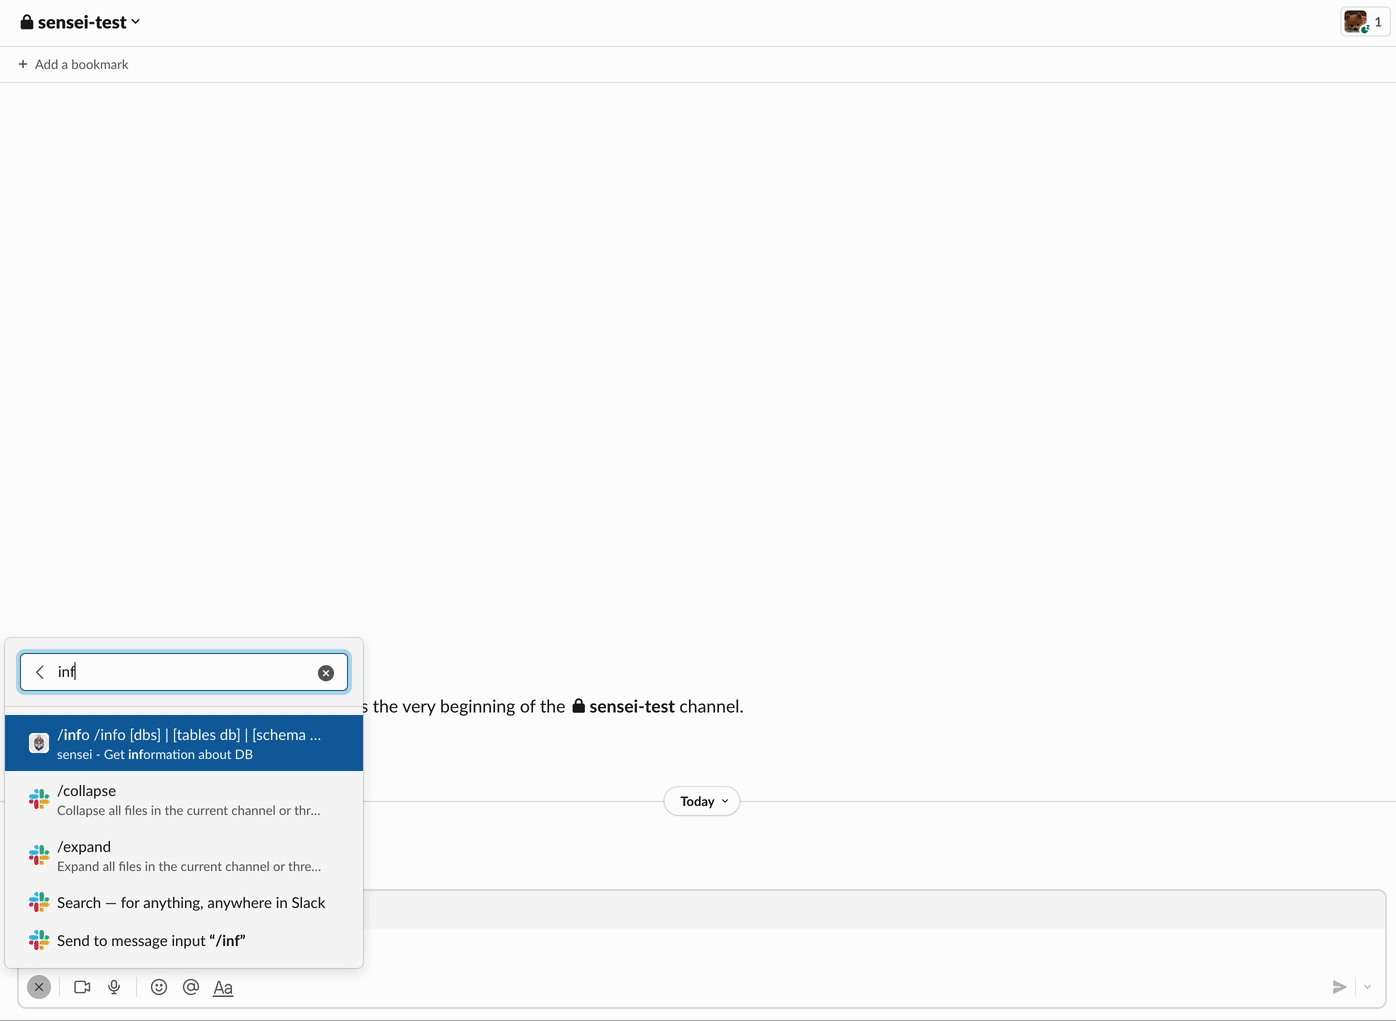 sensei-test
1
+ Add a bookmark
inf
s the very beginning of the sensei-test channel.
/info /info [dbs] | [tables db] | [schema ...
sensei - Get information about DB
/collapse
Collapse all files in the current channel or thr...
Today
/expand
Expand all files in the current channel or thre...
Search — for anything, anywhere in Slack
Send to message input “/inf”
@ Aa